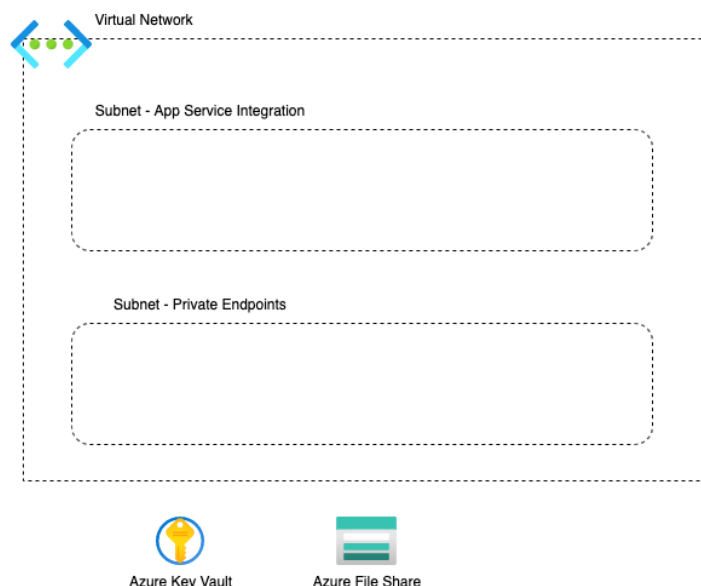 Virtual Network
Subnet - App Service Integration
Subnet - Private Endpoints
Azure Key Vault
Azure File Share